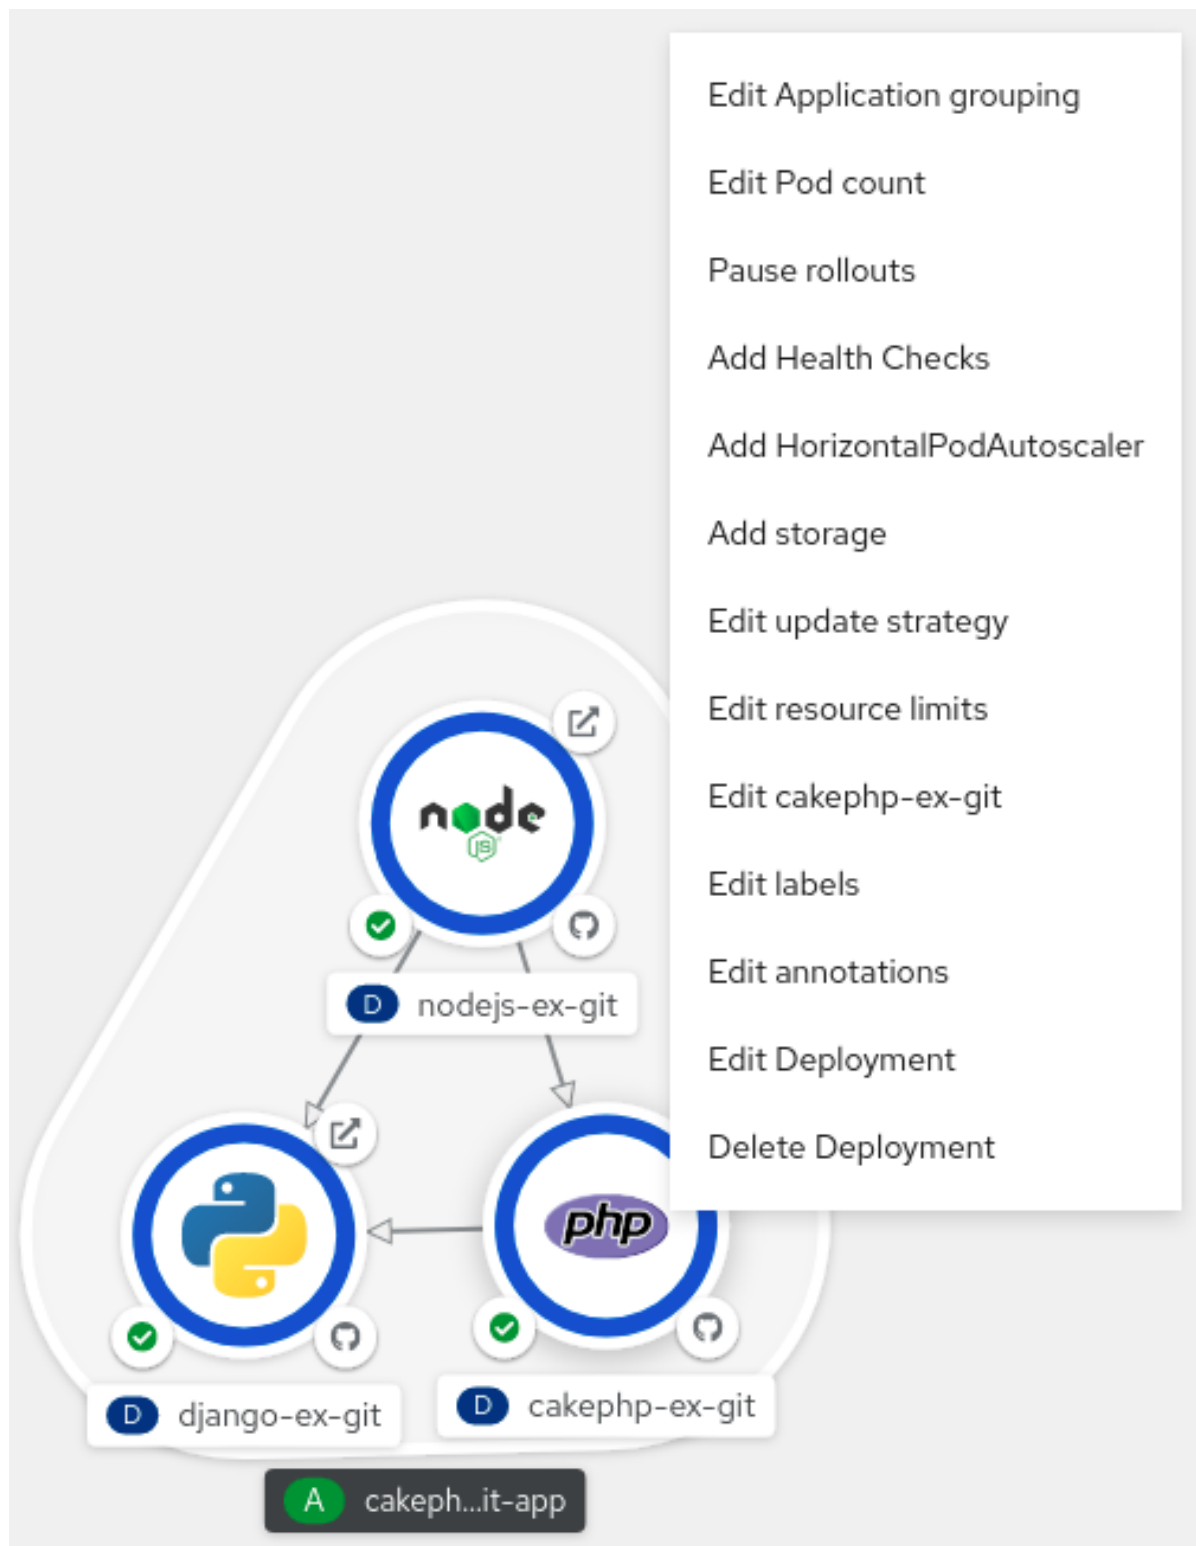 Edit Application grouping
Edit Pod count
Pause rollouts
Add Health Checks
Add HorizontalPodAutoscaler
Add storage
Edit update strategy
Edit resource limits
Edit cakephp-ex-git
Edit labels
Edit annotations
Edit Deployment
Delete Deployment
node
JS
D nodejs-ex-git
php
D django-ex-git
D cakephp-ex-git
A cakeph...it-app